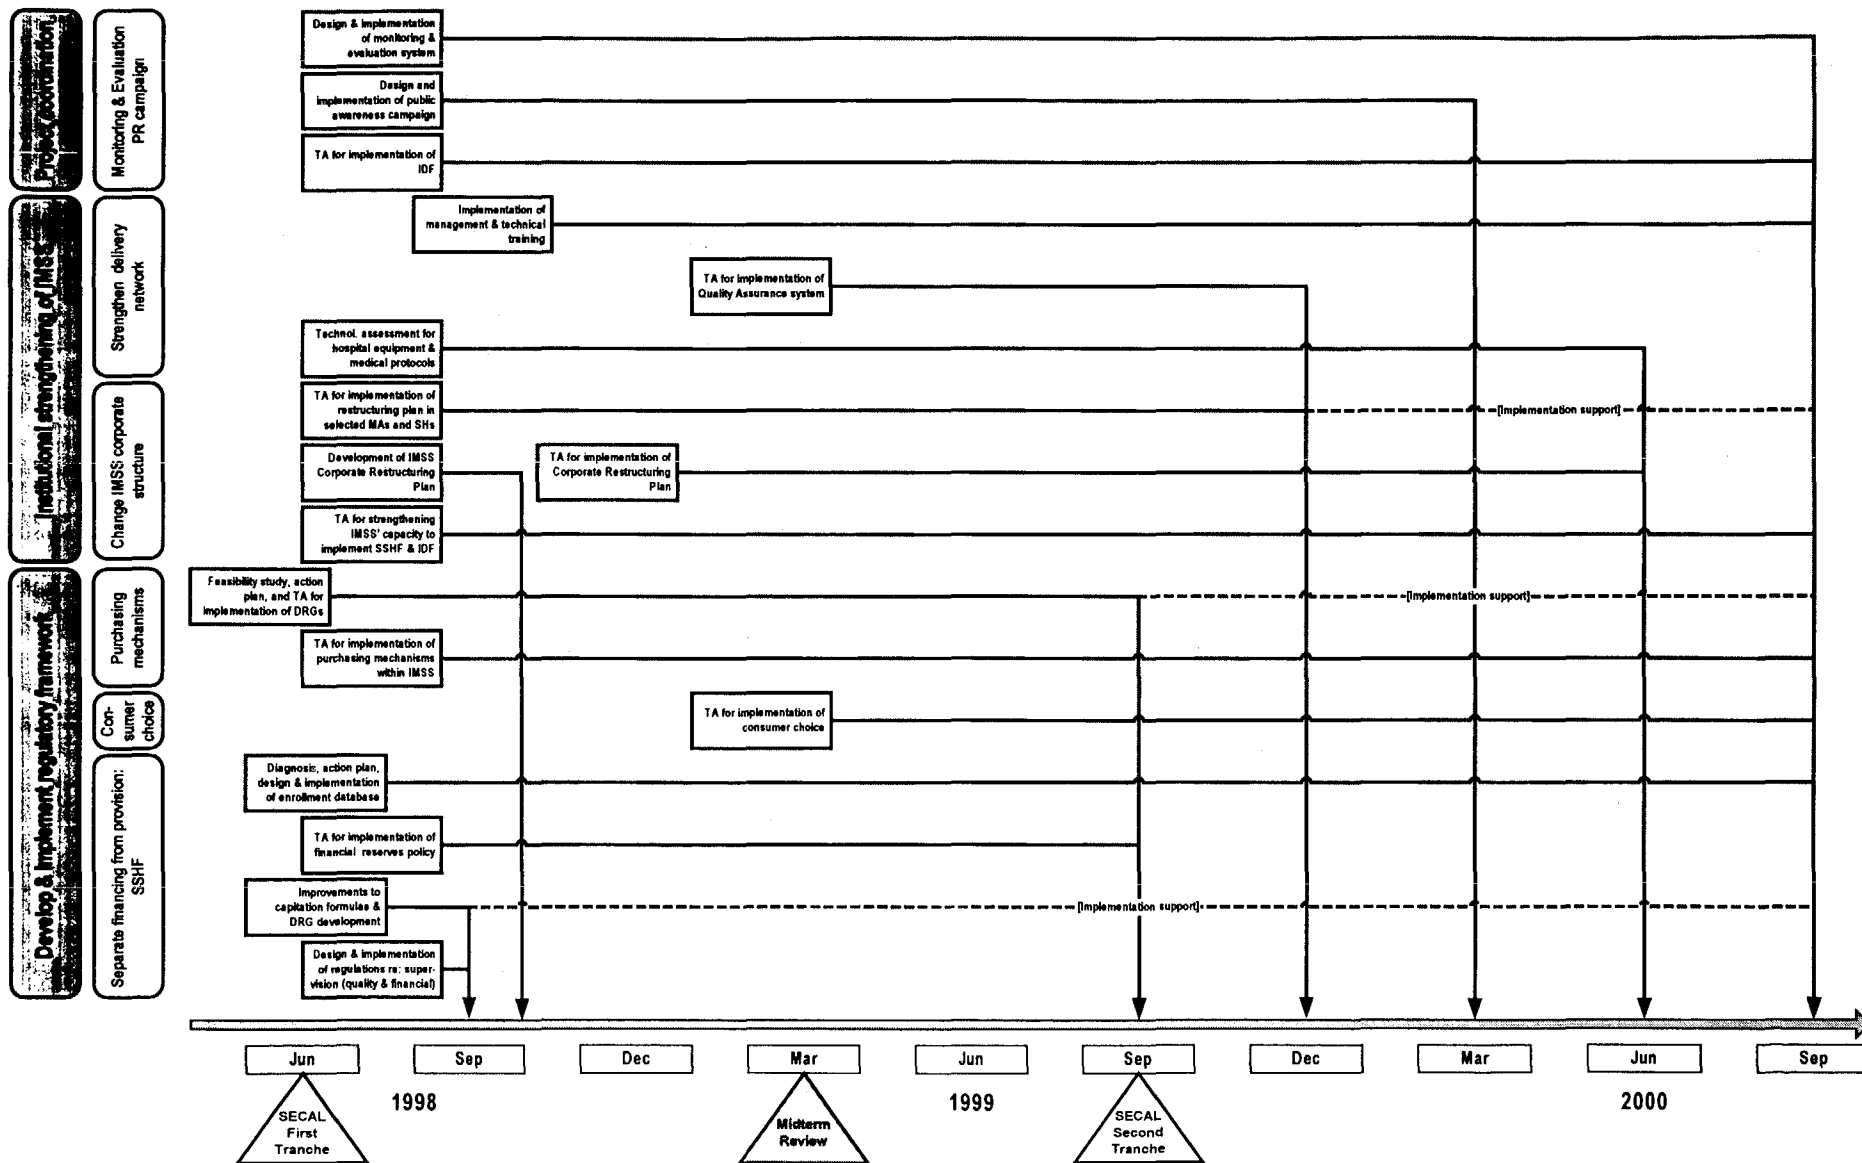 Project coordination,
Monitoring & Evaluation
PR campaign
Design & implementation
of monitoring &
evaluation system
Design and
implementation of public
awareness campaign
TA for implementation of
IDF
Institutional strengthening of IMSS
Strengthen delivery
network
Implementation of
management & technical
training
TA for implementation of
Quality Assurance system
Technol. assessment for
hospital equipment &
medical protocols
Change IMSS corporate
structure
TA for implementation of
restructuring plan in
selected MAs and SHs
[Implementation support]
Development of IMSS
Corporate Restructuring
Plan
TA for implementation of
Corporate Restructuring
Plan
TA for strengthening
IMSS' capacity to
implement SSHF & IDF
Develop & implement regulatory framework
Purchasing
mechanisms
Feasibility study, action
plan, and TA for
implementation of DRGs
[Implementation support]
TA for implementation of
purchasing mechanisms
within IMSS
Con-
sumer
choice
TA for implementation of
consumer choice
Separate financing from provision:
SSHF
Diagnosis, action plan,
design & implementation
of enrollment database
TA for implementation of
financial reserves policy
Improvements to
capitation formulae &
DRG development
[Implementation support]
Design & implementation
of regulations re: super-
vision (quality & financial)
Jun
Sep
Dec
Mar
Jun
Sep
Dec
Mar
Jun
Sep
1998
1999
2000
SECAL
First
Tranche
Midterm
Review
SECAL
Second
Tranche